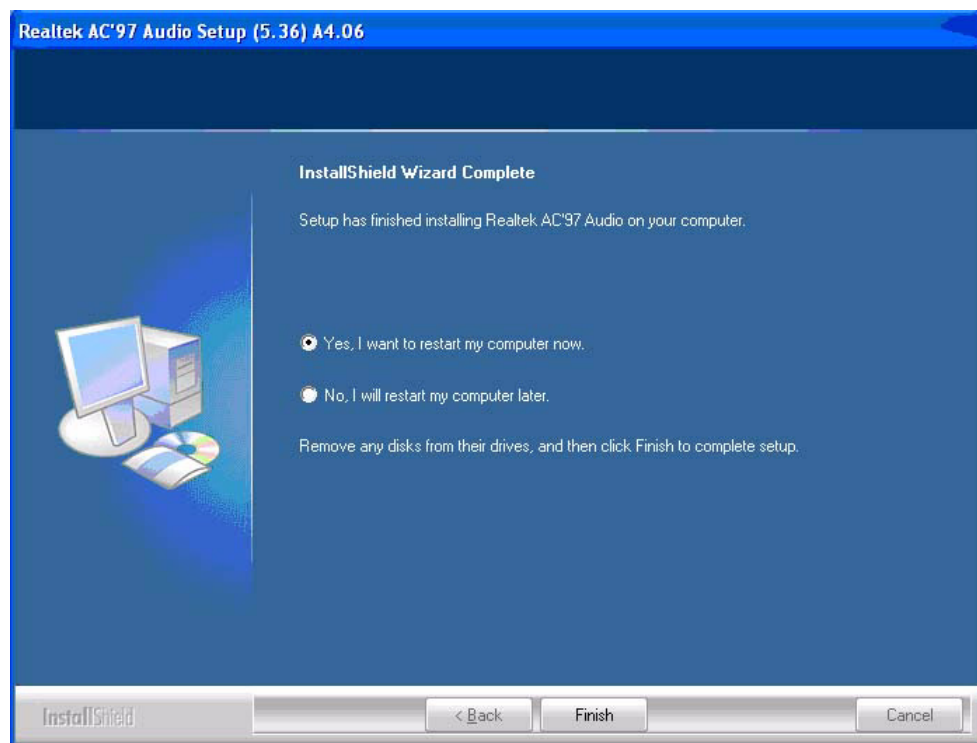 Realtek AC'97 Audio Setup (5.36) A4.06
InstallShield Wizard Complete
Setup has finished installing Realtek AC'97 Audio on your computer.
Yes, I want to restart my computer now.
No, I will restart my computer later.
Remove any disks from their drives, and then click Finish to complete setup.
InstallShield
< Back
Finish
Cancel